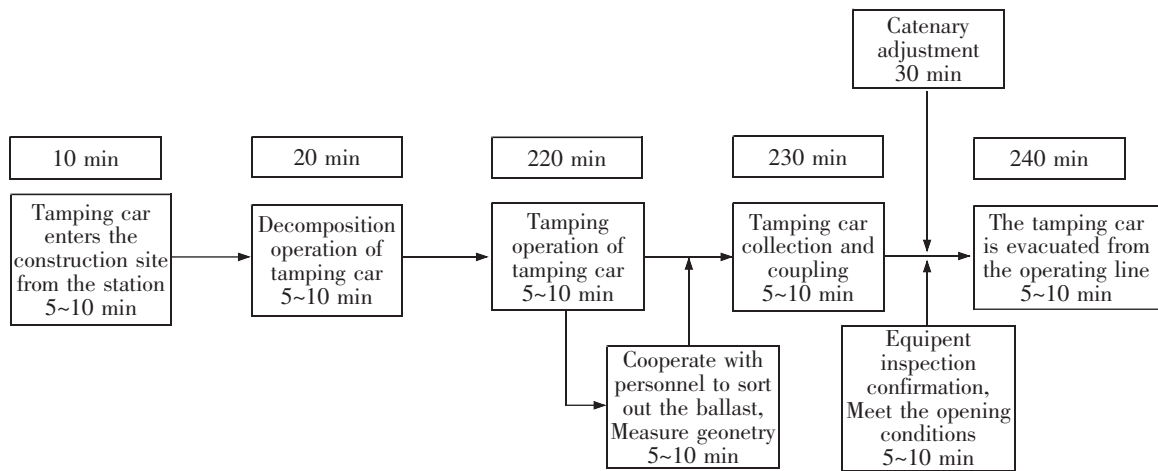 Catenary
adjustment
30 min
10 min
20 min
220 min
230 min
240 min
Tamping car
enters the
construction site
from the station
5~10 min
Decomposition
operation of
tamping car
5~10 min
Tamping
operation of
tamping car
5~10 min
Tamping car
collection and
coupling
5~10 min
The tamping car
is evacuated from
the operating line
5~10 min
Cooperate with
personnel to sort
out the ballast,
Measure geometry
5~10 min
Equipent
inspection
confirmation,
Meet the opening
conditions
5~10 min